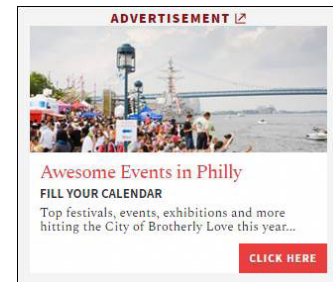 ADVERTISEMENT
Awesome Events in Philly
FILL YOUR CALENDAR
Top festivals, events, exhibitions and more
hitting the City of Brotherly Love this year...
CLICK HERE